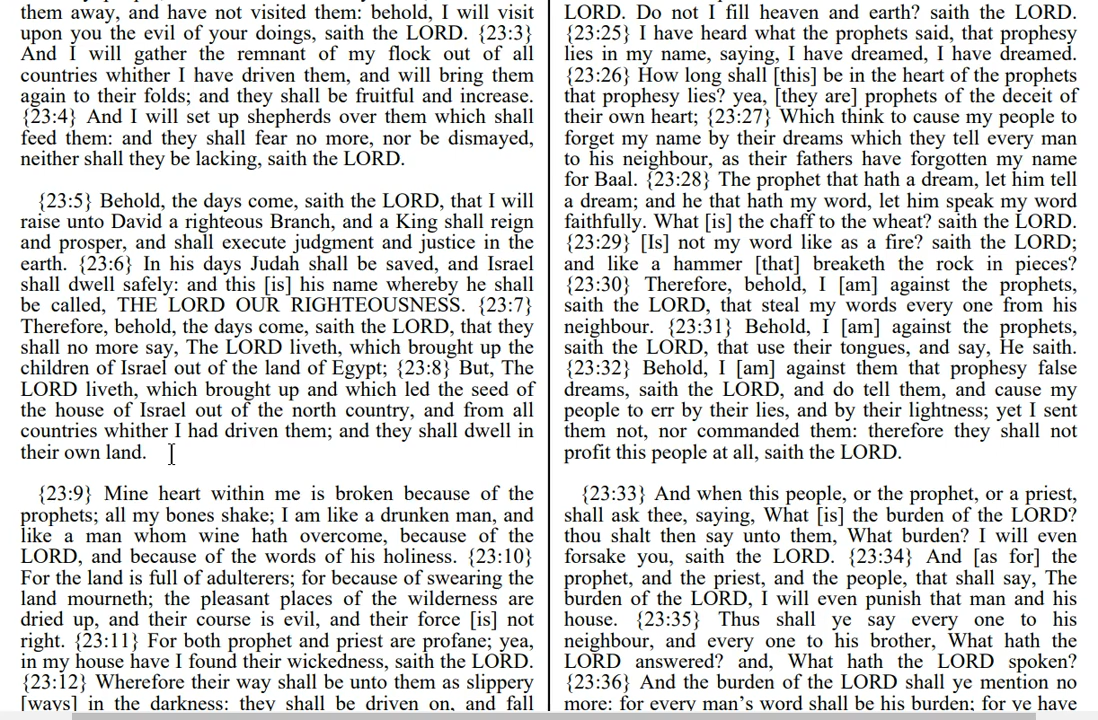 them away, and have not visited them: behold, I will visit
upon you the evil of your doings, saith the LORD. {23:3}
And I will gather the remnant of my flock out of all
countries whither I have driven them, and will bring them
again to their folds; and they shall be fruitful and increase.
{23:4} And I will set up shepherds over them which shall
feed them: and they shall fear no more, nor be dismayed,
neither shall they be lacking, saith the LORD.
{23:5} Behold, the days come, saith the LORD, that I will
raise unto David a righteous Branch, and a King shall reign
and prosper, and shall execute judgment and justice in the
earth. {23:6} In his days Judah shall be saved, and Israel
shall dwell safely: and this [is] his name whereby he shall
be called, THE LORD OUR RIGHTEOUSNESS. {23:7}
Therefore, behold, the days come, saith the LORD, that they
shall no more say, The LORD liveth, which brought up the
children of Israel out of the land of Egypt; {23:8} But, The
LORD liveth, which brought up and which led the seed of
the house of Israel out of the north country, and from all
countries whither I had driven them; and they shall dwell in
their own land.
{23:9} Mine heart within me is broken because of the
prophets; all my bones shake; I am like a drunken man, and
like a man whom wine hath overcome, because of the
LORD, and because of the words of his holiness. {23:10}
For the land is full of adulterers; for because of swearing the
land mourneth; the pleasant places of the wilderness are
dried up, and their course is evil, and their force [is] not
right. {23:11} For both prophet and priest are profane; yea,
in my house have I found their wickedness, saith the LORD.
{23:12} Wherefore their way shall be unto them as slippery
[ways] in the darkness: they shall be driven on, and fall
LORD. Do not I fill heaven and earth? saith the LORD.
{23:25} I have heard what the prophets said, that prophesy
lies in my name, saying, I have dreamed, I have dreamed.
{23:26} How long shall [this] be in the heart of the prophets
that prophesy lies? yea, [they are] prophets of the deceit of
their own heart; {23:27} Which think to cause my people to
forget my name by their dreams which they tell every man
to his neighbour, as their fathers have forgotten my name
for Baal. {23:28} The prophet that hath a dream, let him tell
a dream; and he that hath my word, let him speak my word
faithfully. What [is] the chaff to the wheat? saith the LORD.
{23:29} [Is] not my word like as a fire? saith the LORD;
and like a hammer [that] breaketh the rock in pieces?
{23:30} Therefore, behold, I [am] against the prophets,
saith the LORD, that steal my words every one from his
neighbour. {23:31} Behold, I [am] against the prophets,
saith the LORD, that use their tongues, and say, He saith.
{23:32} Behold, I [am] against them that prophesy false
dreams, saith the LORD, and do tell them, and cause my
people to err by their lies, and by their lightness; yet I sent
them not, nor commanded them: therefore they shall not
profit this people at all, saith the LORD.
{23:33} And when this people, or the prophet, or a priest,
shall ask thee, saying, What [is] the burden of the LORD?
thou shalt then say unto them, What burden? I will even
forsake you, saith the LORD. {23:34} And [as for] the
prophet, and the priest, and the people, that shall say, The
burden of the LORD, I will even punish that man and his
house. {23:35} Thus shall ye say every one to his
neighbour, and every one to his brother, What hath the
LORD answered? and, What hath the LORD spoken?
{23:36} And the burden of the LORD shall ye mention no
more: for every man’s word shall be his burden; for ye have